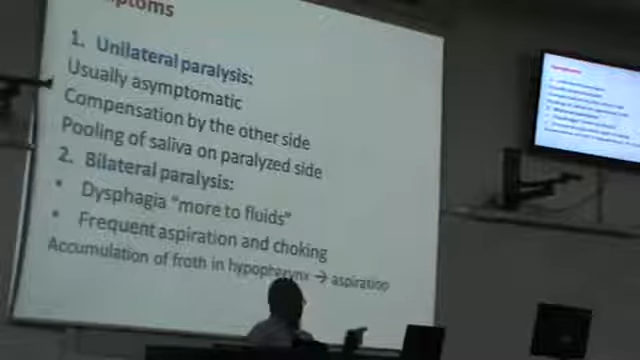 ptoms
1. Unilateral paralysis:
Usually asymptomatic
Compensation by the other side
Pooling of saliva on paralyzed side
2. Bilateral paralysis:
• Dysphagia "more to fluids"
• Frequent aspiration and choking
Accumulation of froth in hypopharynx → aspiration